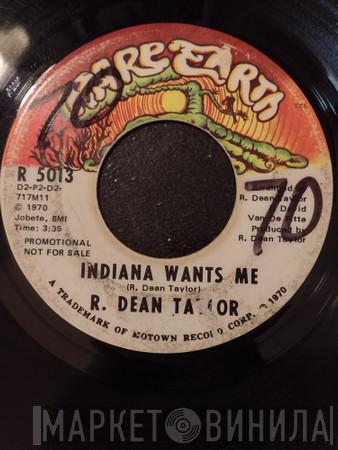 RARE EARTH
R 5013
D2-P2-D2-
717M11
℗ 1970
Jobete, BMI
Time: 3:35
PROMOTIONAL
NOT FOR SALE
Arranged
R. Dean Taylor
David
Van De Pitte
Produced by
R. Dean Taylor
70
INDIANA WANTS ME
(R. Dean Taylor)
R. DEAN TAYLOR
A TRADEMARK OF MOTOWN RECORD CORP. ℗ 1970
МАРКЕТ ВИНИЛА